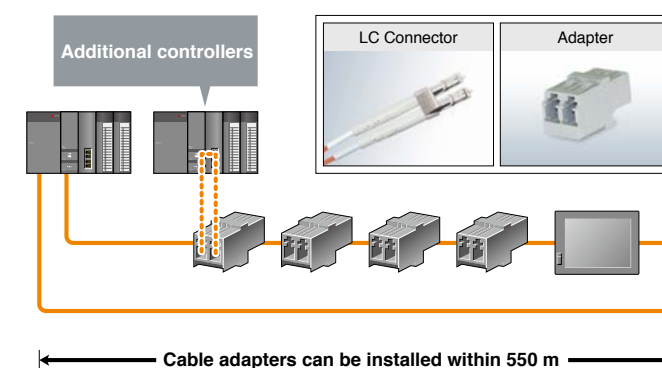 Additional controllers
LC Connector
Adapter
Cable adapters can be installed within 550 m